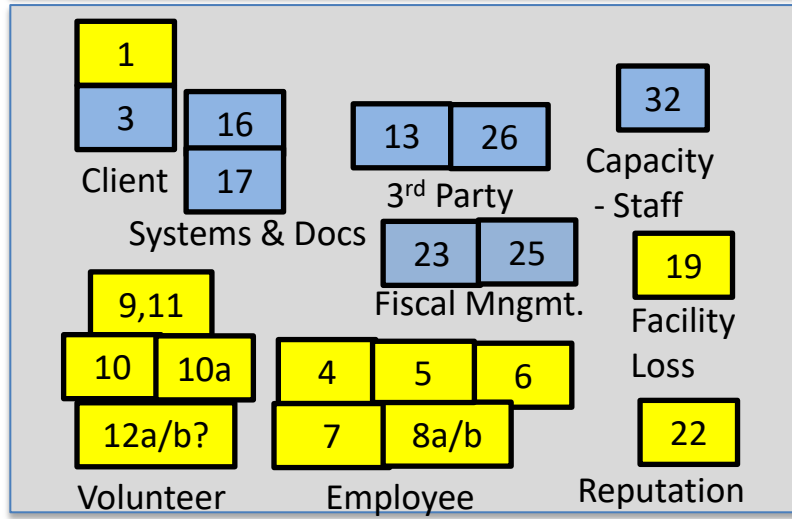 1
3
Client
16
17
Systems & Docs
13 26
3rd Party
23 25
Fiscal Mngmt.
32
Capacity
- Staff
19
Facility
Loss
9,11
10 10a
12a/b?
Volunteer
4 5 6
7 8a/b
Employee
22
Reputation